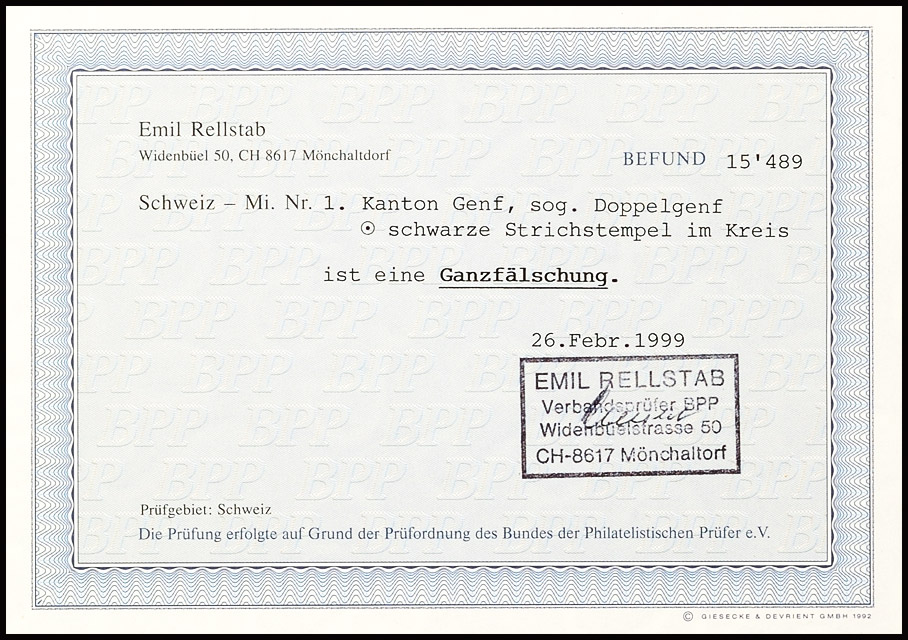 Emil Rellstab
Widenbüel 50, CH 8617 Mönchaltdorf
BEFUND 15'489
Schweiz – Mi. Nr. 1. Kanton Genf, sog. Doppelgenf
⊙ schwarze Strichstempel im Kreis
ist eine Ganzfälschung.
26.Febr.1999
EMIL RELLSTAB
Verbandsprüfer BPP
Widenbüelstrasse 50
CH-8617 Mönchaltorf
Prüfgebiet: Schweiz
Die Prüfung erfolgte auf Grund der Prüfordnung des Bundes der Philatelistischen Prüfer e.V.
© GIESECKE & DEVRIENT GMBH 1992